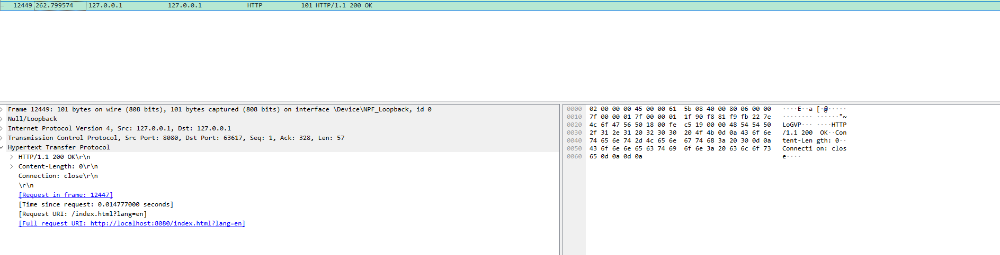 12449 262.799574 127.0.0.1 127.0.0.1 HTTP 101 HTTP/1.1 200 OK
Frame 12449: 101 bytes on wire (808 bits), 101 bytes captured (808 bits) on interface \Device\NPF_Loopback, id 0
Null/Loopback
Internet Protocol Version 4, Src: 127.0.0.1, Dst: 127.0.0.1
Transmission Control Protocol, Src Port: 8080, Dst Port: 63617, Seq: 1, Ack: 328, Len: 57
Hypertext Transfer Protocol
HTTP/1.1 200 OK\r\n
Content-Length: 0\r\n
Connection: close\r\n
\r\n
[Request in frame: 12447]
[Time since request: 0.014777000 seconds]
[Request URI: /index.html?lang=en]
[Full request URI: http://localhost:8080/index.html?lang=en]
0000 02 00 00 00 45 00 00 61 5b 08 40 00 80 06 00 00 ····E··a [·@·····
0010 7f 00 00 01 7f 00 00 01 1f 90 f8 81 f9 fb 22 7e ········ ······"~
0020 4c 6f 47 56 50 18 00 fe c5 19 00 00 48 54 54 50 LoGVP··· ····HTTP
0030 2f 31 2e 31 20 32 30 30 20 4f 4b 0d 0a 43 6f 6e /1.1 200 OK··Con
0040 74 65 6e 74 2d 4c 65 6e 67 74 68 3a 20 30 0d 0a tent-Len gth: 0··
0050 43 6f 6e 6e 65 63 74 69 6f 6e 3a 20 63 6c 6f 73 Connecti on: clos
0060 65 0d 0a 0d 0a e····